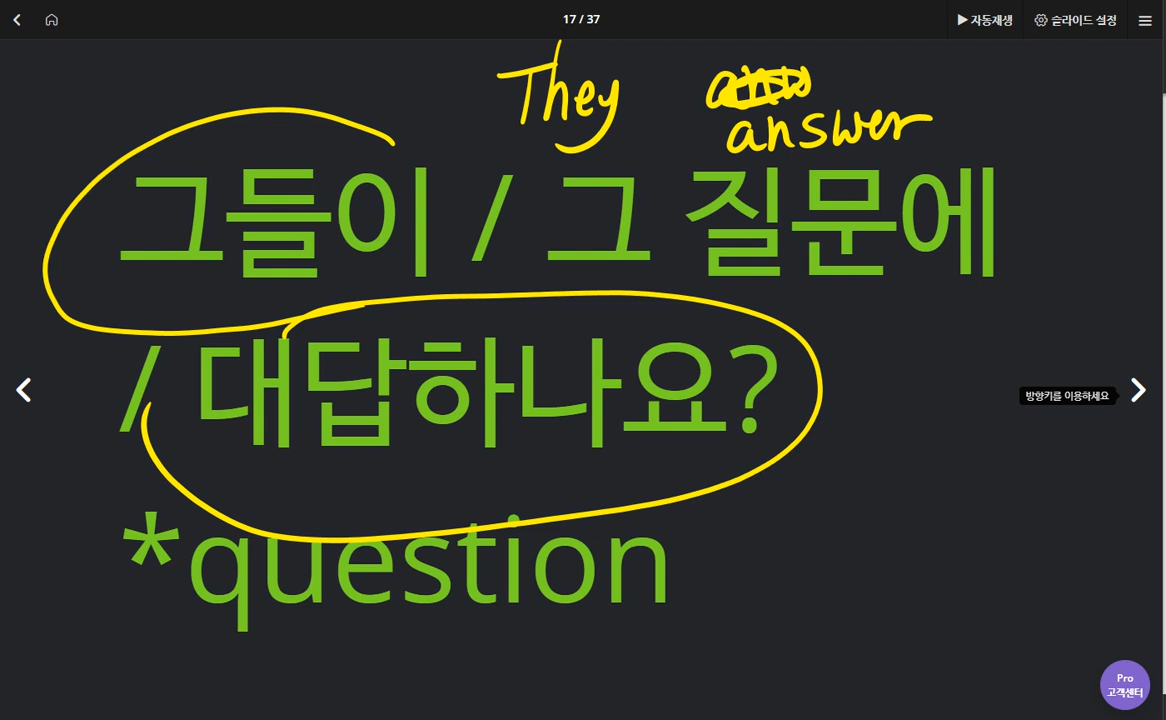 17 / 37
▶ 자동재생
슬라이드 설정
They
answer
그들이 / 그 질문에
/ 대답하나요?
방향키를 이용하세요
*question
Pro
고객센터